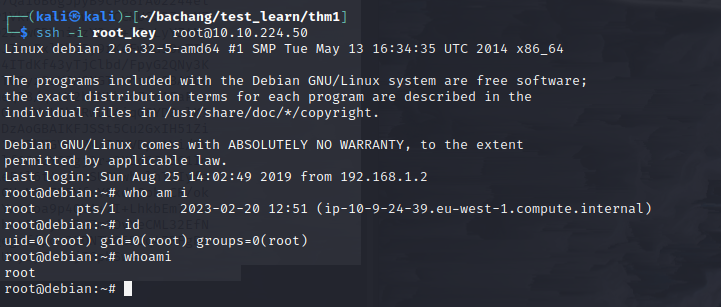 ┌──(kali㉿kali)-[~/bachang/test_learn/thm1]
└─$ ssh -i root_key  root@10.10.224.50
Linux debian 2.6.32-5-amd64 #1 SMP Tue May 13 16:34:35 UTC 2014 x86_64
The programs included with the Debian GNU/Linux system are free software;
the exact distribution terms for each program are described in the
individual files in /usr/share/doc/*/copyright.
Debian GNU/Linux comes with ABSOLUTELY NO WARRANTY, to the extent
permitted by applicable law.
Last login: Sun Aug 25 14:02:49 2019 from 192.168.1.2
root@debian:~# who am i
root     pts/1        2023-02-20 12:51 (ip-10-9-24-39.eu-west-1.compute.internal)
root@debian:~# id
uid=0(root) gid=0(root) groups=0(root)
root@debian:~# whoami
root
root@debian:~#